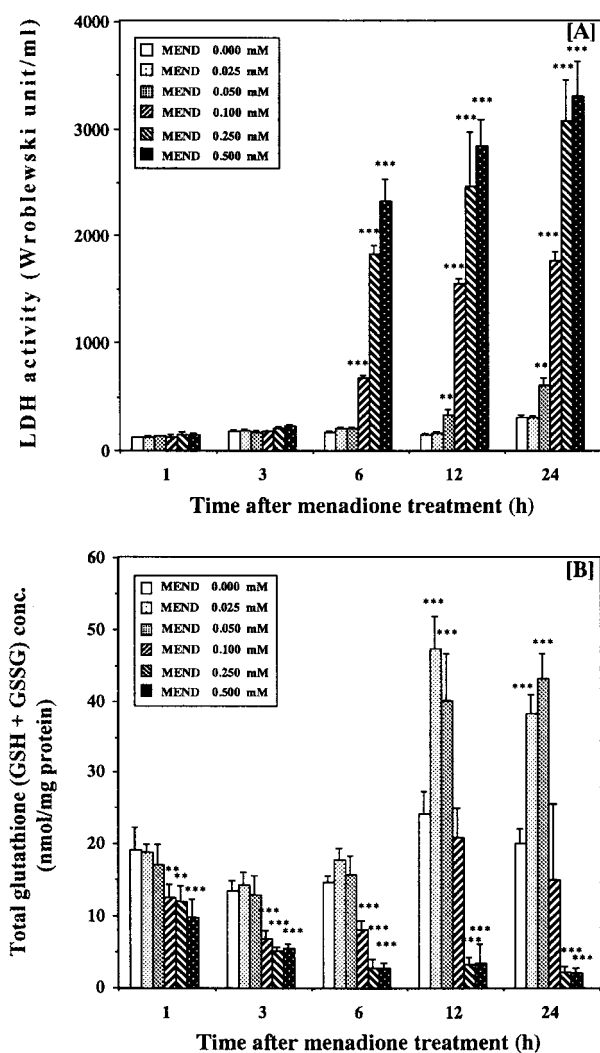 [A]
4000
3000
2000
1000
0
LDH activity (Wroblewski unit/ml)
MEND 0.000 mM
MEND 0.025 mM
MEND 0.050 mM
MEND 0.100 mM
MEND 0.250 mM
MEND 0.500 mM
*** *** ***
*** *** ***
** *** *** ***
** *** *** ***
1 3 6 12 24
Time after menadione treatment (h)
[B]
60
50
40
30
20
10
0
Total glutathione (GSH + GSSG) conc.
(nmol/mg protein)
MEND 0.000 mM
MEND 0.025 mM
MEND 0.050 mM
MEND 0.100 mM
MEND 0.250 mM
MEND 0.500 mM
** ** ***
*** *** ***
*** *** ***
*** *** *** ***
*** *** *** ***
1 3 6 12 24
Time after menadione treatment (h)